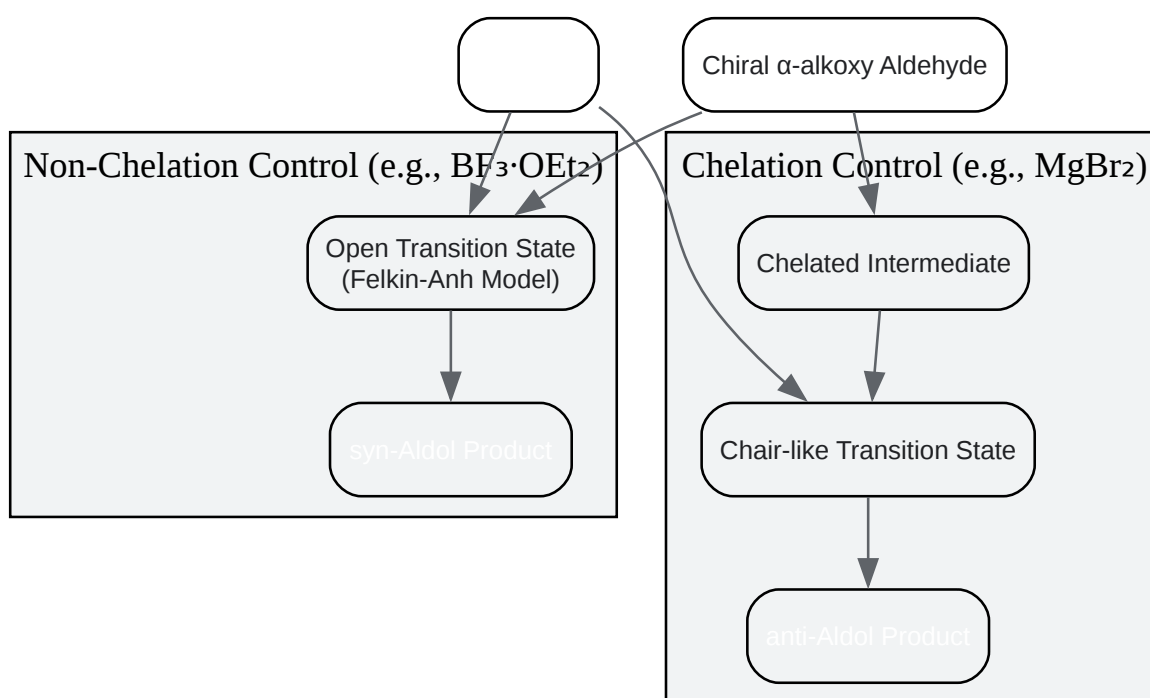 Chiral α-alkoxy Aldehyde
Non-Chelation Control (e.g., BF₃·OEt₂)
Chelation Control (e.g., MgBr₂)
Open Transition State
(Felkin-Anh Model)
Chelated Intermediate
syn-Aldol Product
Chair-like Transition State
anti-Aldol Product